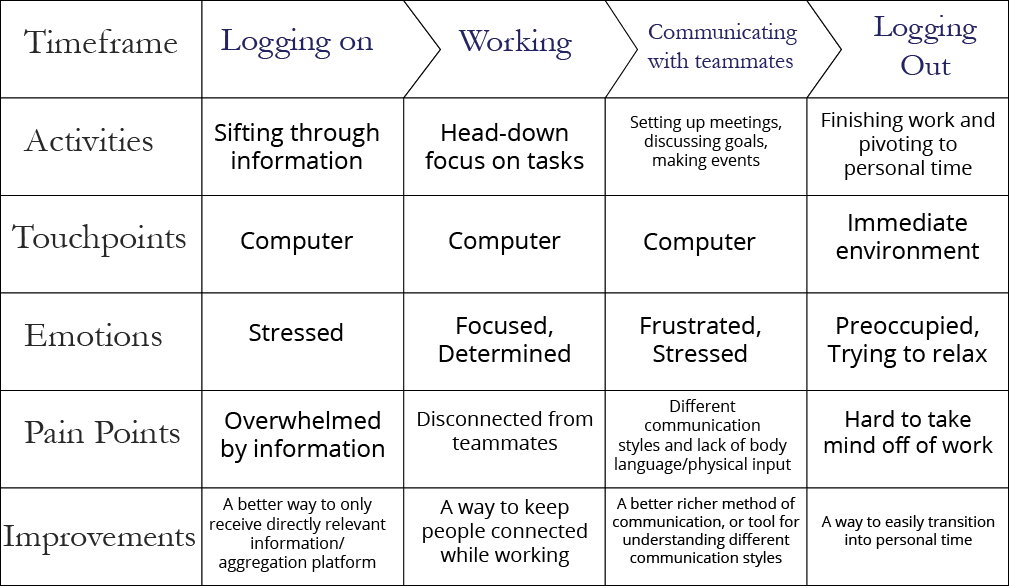 Timeframe
Logging on
Working
Communicating
with teammates
Logging
Out
Activities
Sifting through
information
Head-down
focus on tasks
Setting up meetings,
discussing goals,
making events
Finishing work and
pivoting to
personal time
Touchpoints
Computer
Computer
Computer
Immediate
environment
Emotions
Stressed
Focused,
Determined
Frustrated,
Stressed
Preoccupied,
Trying to relax
Pain Points
Overwhelmed
by information
Disconnected from
teammates
Different
communication
styles and lack of body
language/physical input
Hard to take
mind off of work
Improvements
A better way to only
receive directly relevant
information/
aggregation platform
A way to keep
people connected
while working
A better richer method of
communication, or tool for
understanding different
communication styles
A way to easily transition
into personal time